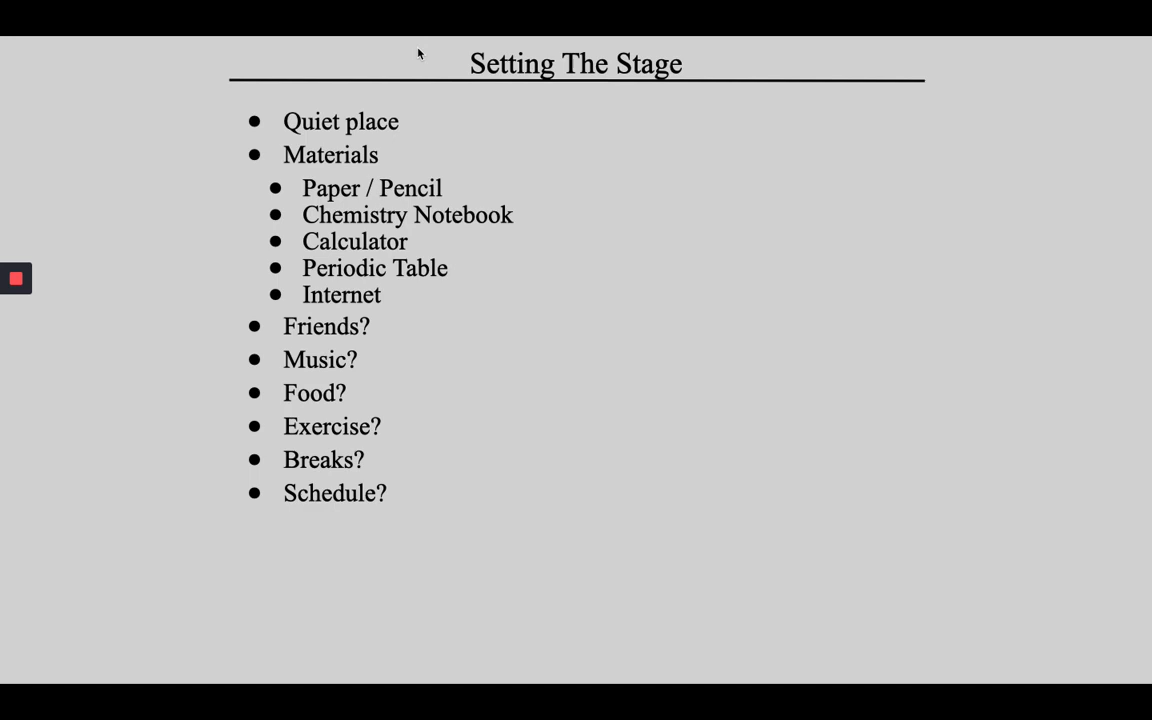 Setting The Stage
● Quiet place
● Materials
● Paper / Pencil
● Chemistry Notebook
● Calculator
● Periodic Table
● Internet
● Friends?
● Music?
● Food?
● Exercise?
● Breaks?
● Schedule?